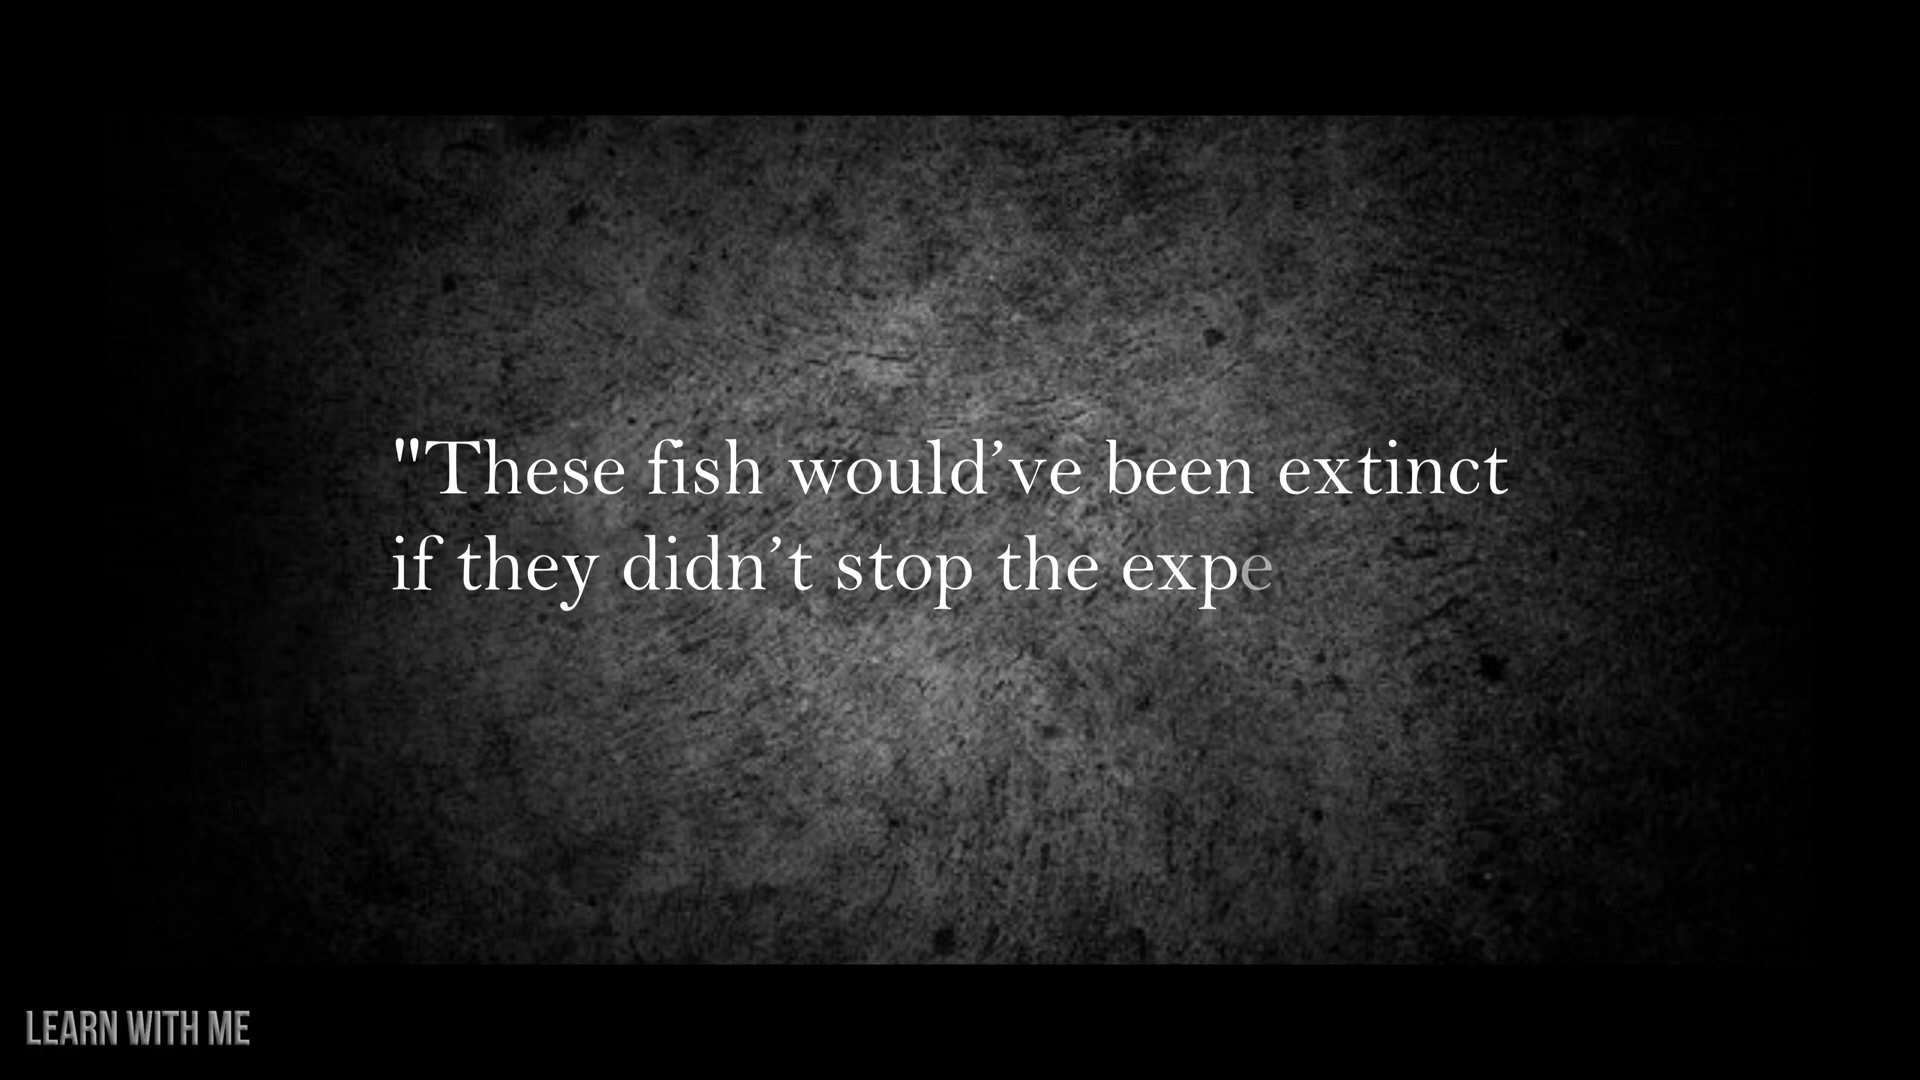 "These fish would’ve been extinct
if they didn’t stop the expe
LEARN WITH ME